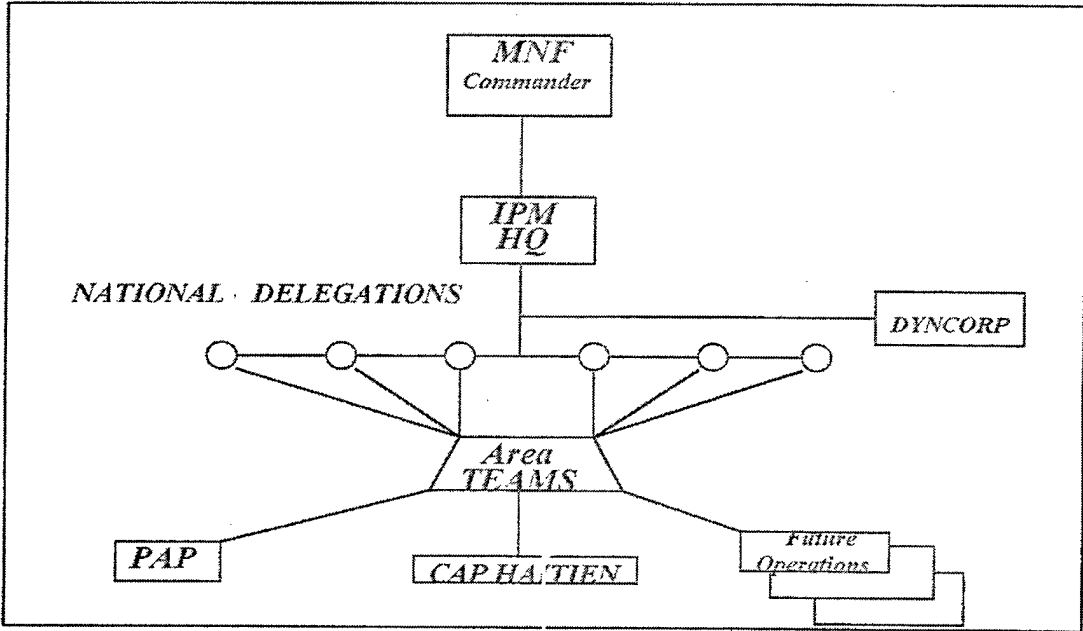 MNF
Commander
IPM
HQ
NATIONAL DELEGATIONS
DYNCORP
Area
TEAMS
PAP
CAP HAITIEN
Future
Operations